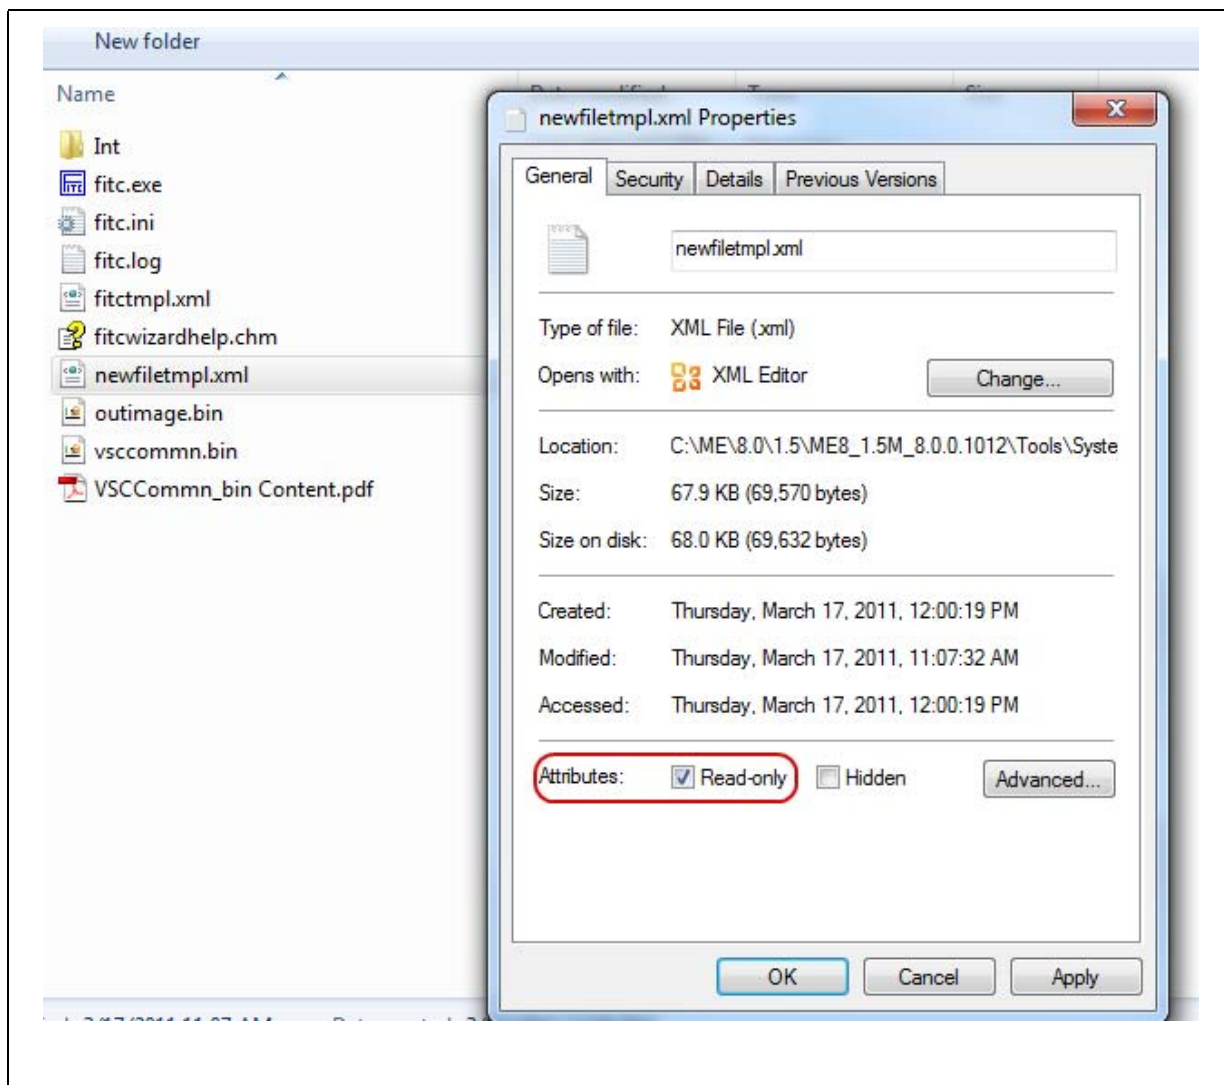 New folder
Name
Int
fitc.exe
fitc.ini
fitc.log
fitctmpl.xml
fitcwizardhelp.chm
newfiletmpl.xml
outimage.bin
vsccommn.bin
VSCCommn_bin Content.pdf
newfiletmpl.xml Properties
General Security Details Previous Versions
newfiletmpl.xml
Type of file: XML File (.xml)
Opens with: XML Editor Change...
Location: C:\ME\8.0\1.5\ME8_1.5M_8.0.0.1012\Tools\Syste
Size: 67.9 KB (69,570 bytes)
Size on disk: 68.0 KB (69,632 bytes)
Created: Thursday, March 17, 2011, 12:00:19 PM
Modified: Thursday, March 17, 2011, 11:07:32 AM
Accessed: Thursday, March 17, 2011, 12:00:19 PM
Attributes: Read-only Hidden Advanced...
OK Cancel Apply